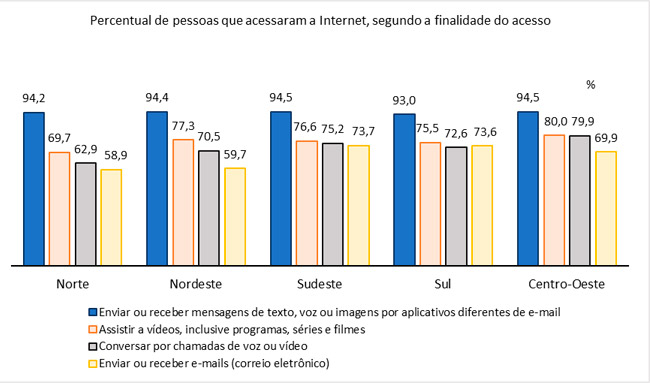 Percentual de pessoas que acessaram a Internet, segundo a finalidade do acesso
%
94,2 69,7 62,9 58,9
94,4 77,3 70,5 59,7
94,5 76,6 75,2 73,7
93,0 75,5 72,6 73,6
94,5 80,0 79,9 69,9
Norte Nordeste Sudeste Sul Centro-Oeste
Enviar ou receber mensagens de texto, voz ou imagens por aplicativos diferentes de e-mail
Assistir a vídeos, inclusive programas, séries e filmes
Conversar por chamadas de voz ou vídeo
Enviar ou receber e-mails (correio eletrônico)